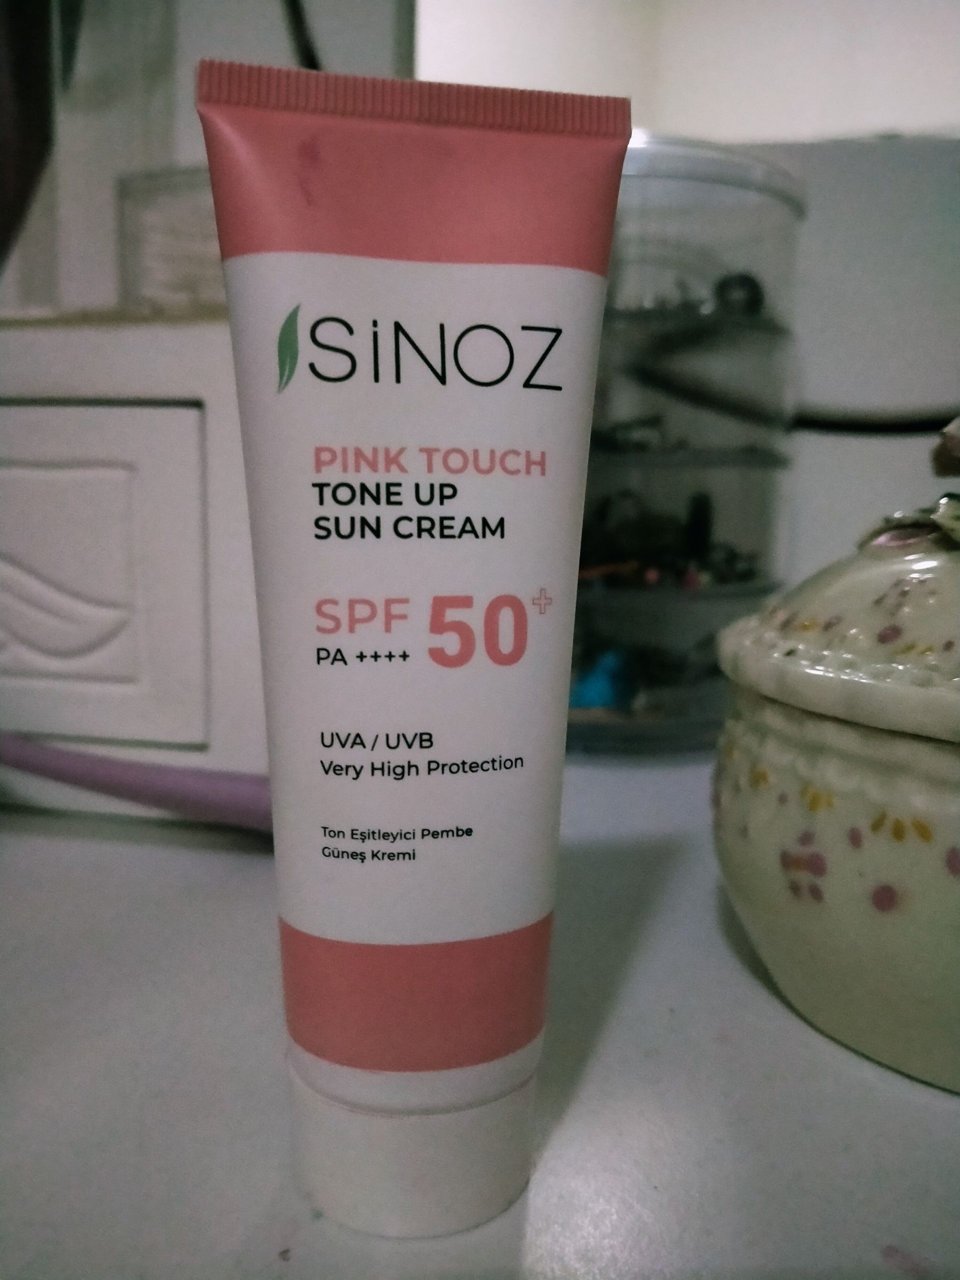 SiNOZ
PINK TOUCH
TONE UP
SUN CREAM
SPF 50+
PA ++++
UVA / UVB
Very High Protection
Ton Eşitleyici Pembe
Güneş Kremi